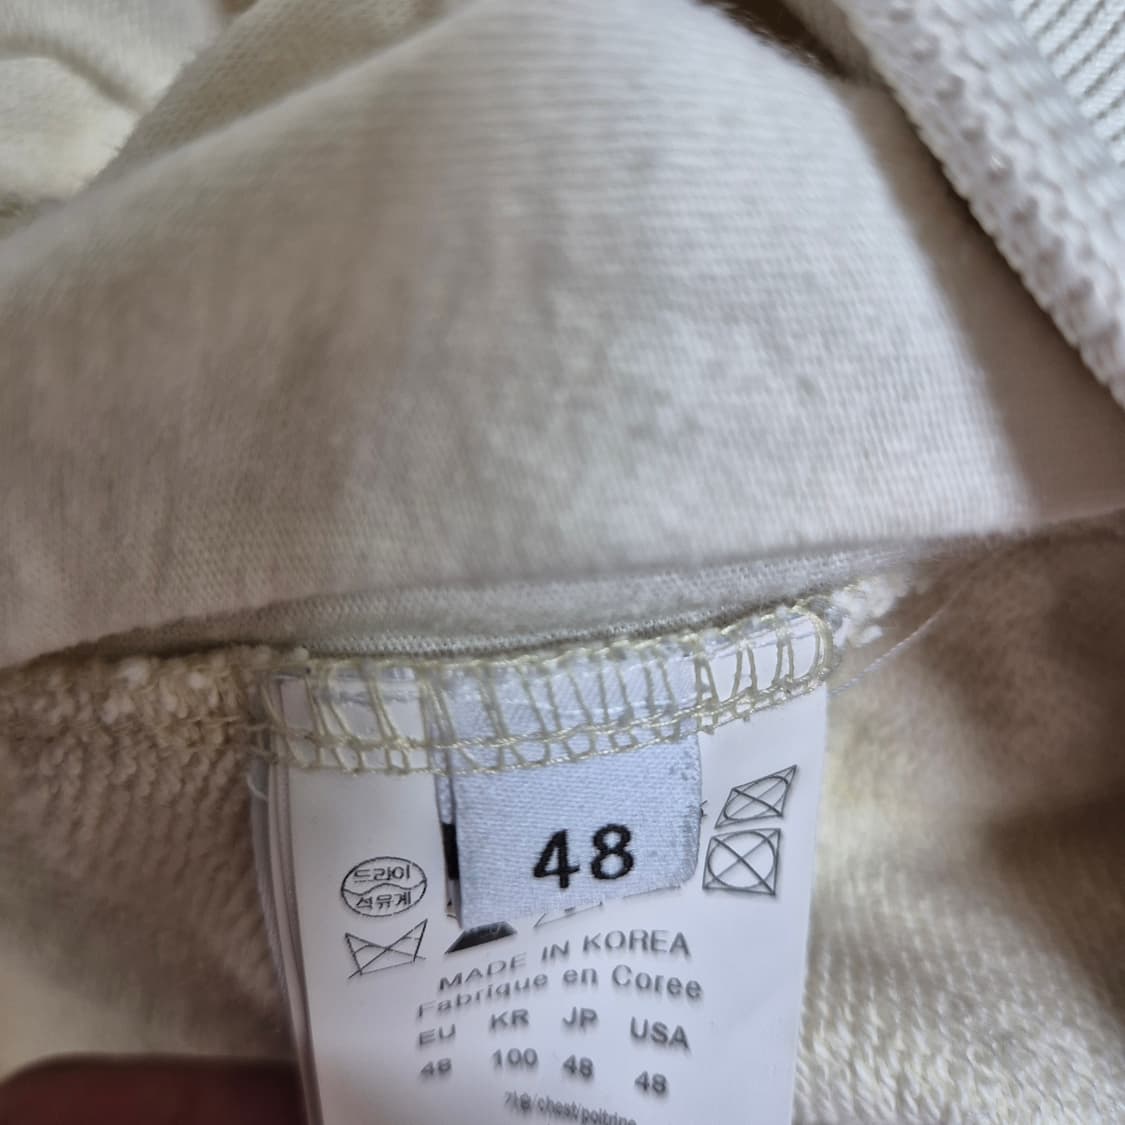 48
드라이
석유계
MADE IN KOREA
Fabrique en Coree
EU KR JP USA
48 100 48 48
가슴/chest/poitrine